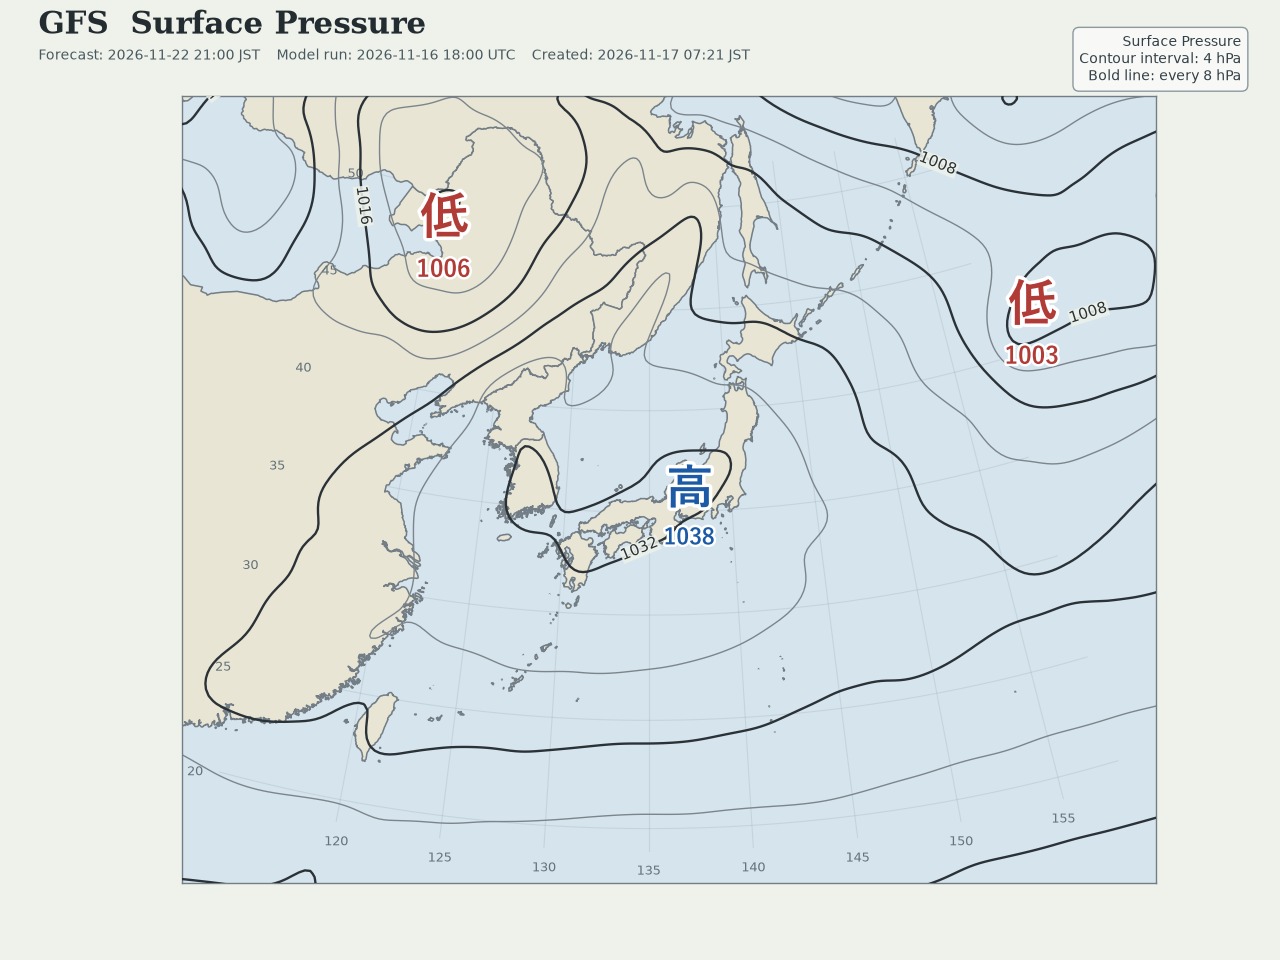 GFS  Surface Pressure
Forecast: 2026-11-22 21:00 JST    Model run: 2026-11-16 18:00 UTC    Created: 2026-11-17 07:21 JST
Surface Pressure
Contour interval: 4 hPa
Bold line: every 8 hPa
1008
50
1016
低
1006
45
低
1008
1003
40
35
高
1038
1032
30
25
20
120
125
130
135
140
145
150
155